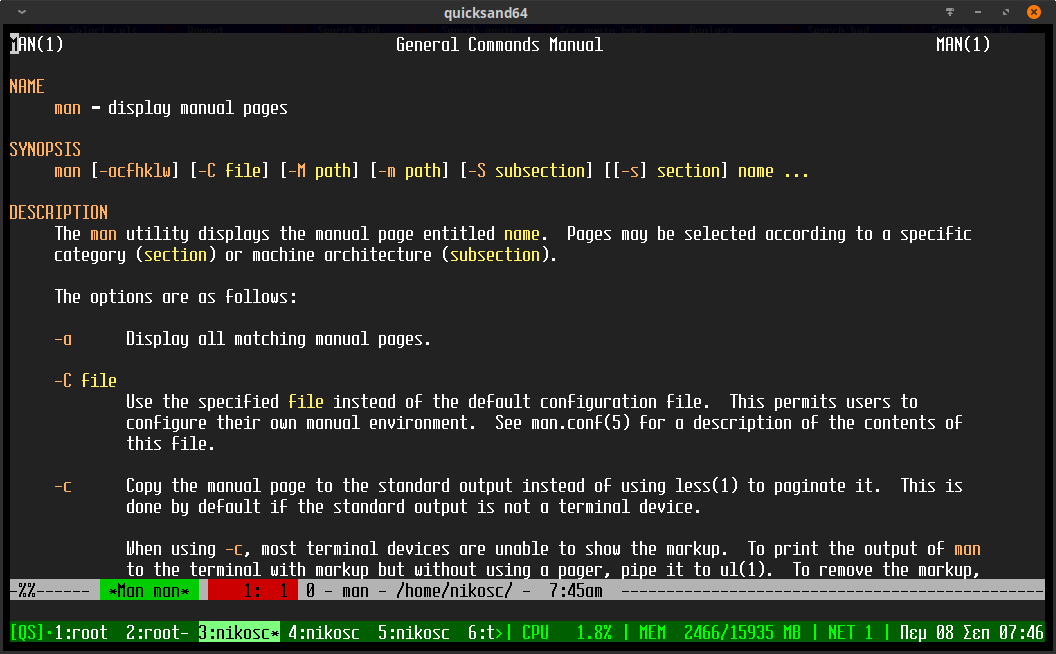 quicksand64
MAN(1) General Commands Manual MAN(1)
NAME
man - display manual pages
SYNOPSIS
man [-acfhklw] [-C file] [-M path] [-m path] [-S subsection] [[-s] section] name ...
DESCRIPTION
The man utility displays the manual page entitled name. Pages may be selected according to a specific
category (section) or machine architecture (subsection).
The options are as follows:
-a Display all matching manual pages.
-C file
Use the specified file instead of the default configuration file. This permits users to
configure their own manual environment. See man.conf(5) for a description of the contents of
this file.
-c Copy the manual page to the standard output instead of using less(1) to paginate it. This is
done by default if the standard output is not a terminal device.
When using -c, most terminal devices are unable to show the markup. To print the output of man
to the terminal with markup but without using a pager, pipe it to ul(1). To remove the markup,
-%%------ *Man man* 1: 1 0 - man - /home/nikosc/ - 7:45am -----------------------------------------------
[QS]·1:root 2:root- 3:nikosc* 4:nikosc 5:nikosc 6:t>| CPU 1.8% | MEM 2466/15935 MB | NET 1 | Πεμ 08 Σεπ 07:46